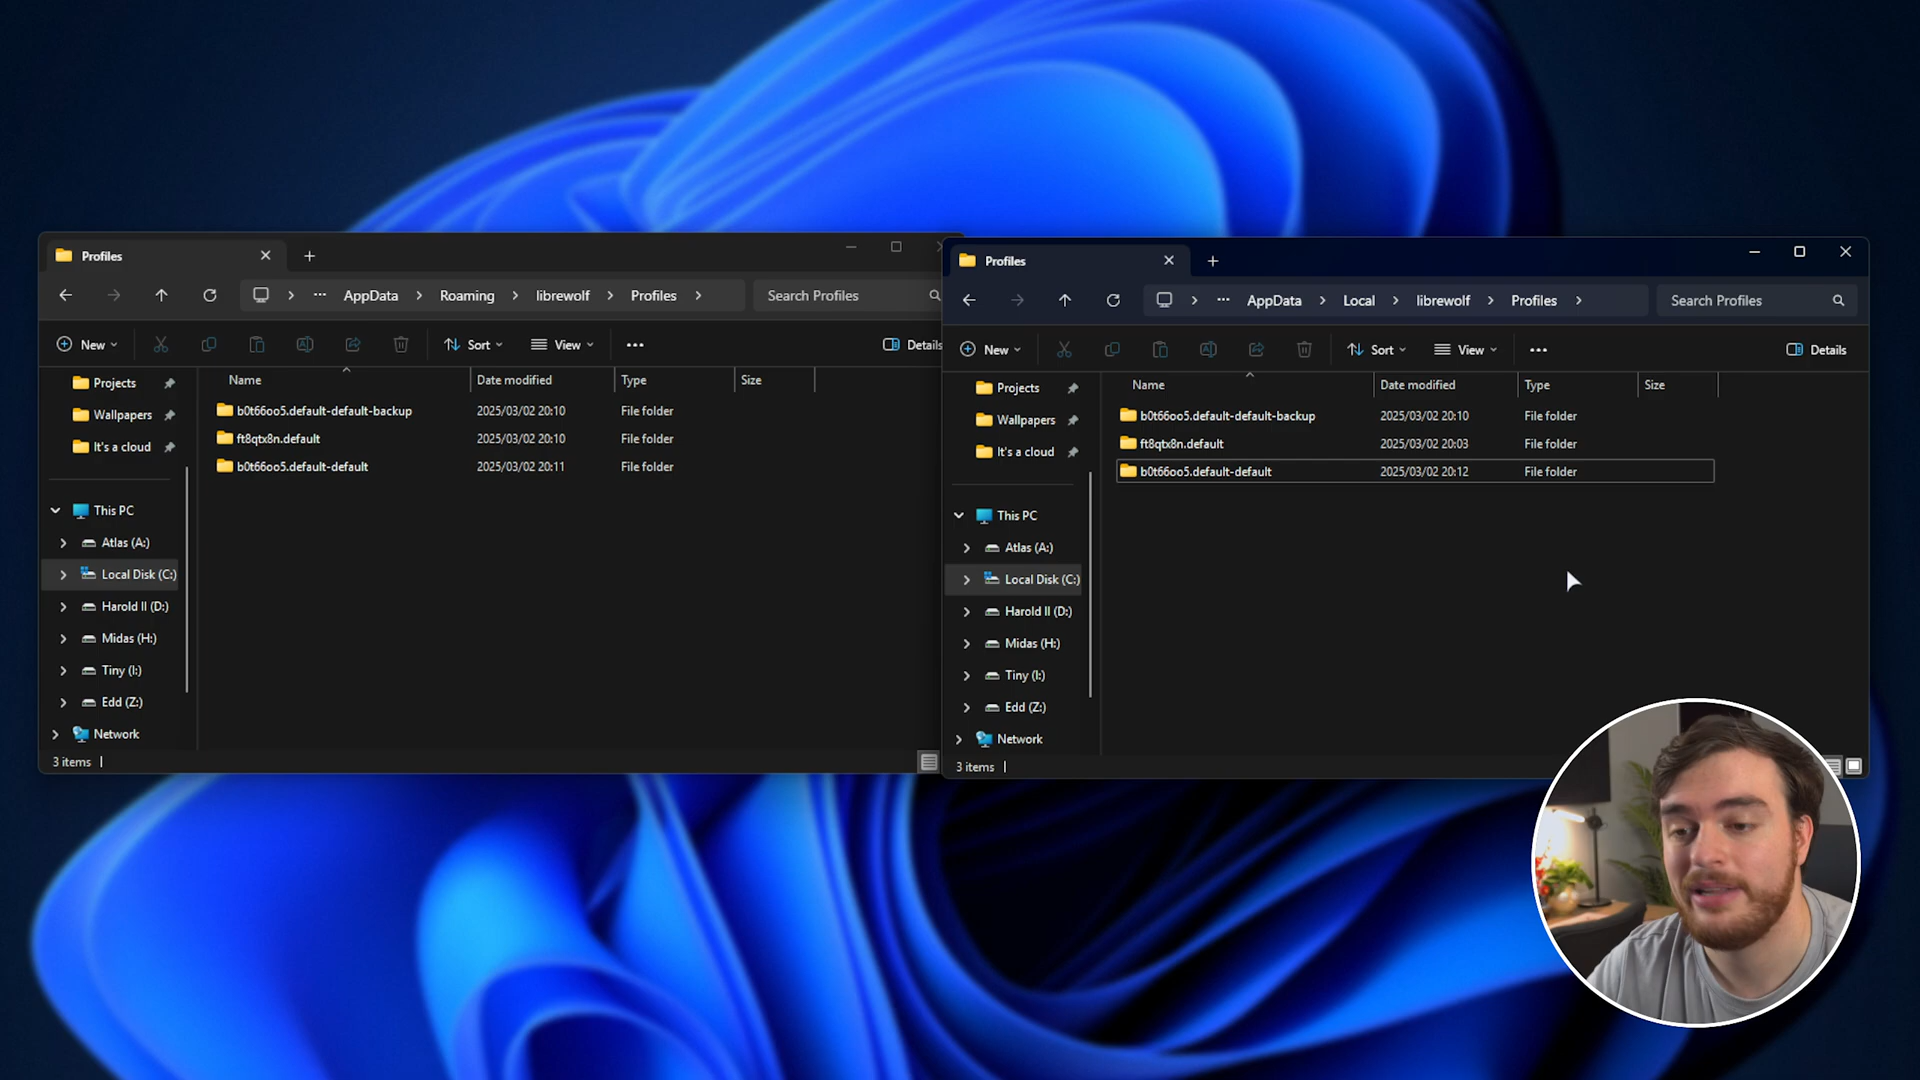 Profiles
AppData
Roaming
librewolf
Profiles
Search Profiles
New
Sort
View
Details
Projects
Wallpapers
It's a cloud
This PC
Atlas (A:)
Local Disk (C:)
Harold II (D:)
Midas (H:)
Tiny (I:)
Edd (Z:)
Network
Name
Date modified
Type
Size
b0t66oo5.default-default-backup 2025/03/02 20:10 File folder
ft8qtx8n.default 2025/03/02 20:10 File folder
b0t66oo5.default-default 2025/03/02 20:11 File folder
3 items
Profiles
AppData
Local
librewolf
Profiles
Search Profiles
New
Sort
View
Details
Projects
Wallpapers
It's a cloud
This PC
Atlas (A:)
Local Disk (C:)
Harold II (D:)
Midas (H:)
Tiny (I:)
Edd (Z:)
Network
Name
Date modified
Type
Size
b0t66oo5.default-default-backup 2025/03/02 20:10 File folder
ft8qtx8n.default 2025/03/02 20:03 File folder
b0t66oo5.default-default 2025/03/02 20:12 File folder
3 items